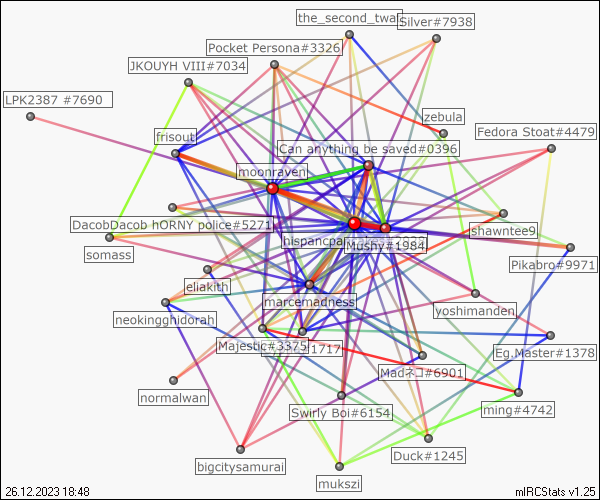 the_second_twa
Silver#7938
Pocket Persona#3326
JKOUYH VIII#7034
LPK2387 #7690
zebula
Fedora Stoat#4479
frisout
Can anything be saved#0396
moonraven
DacobDacob hORNY police#5271
shawntee9
hispancpa
Mushy#1984
somass
Pikabro#9971
eliakith
marcemadness
yoshimanden
neokingghidorah
Majestic#3375
1717
Eg.Master#1378
Madネコ#6901
normalwan
Swirly Boi#6154
ming#4742
Duck#1245
bigcitysamurai
mukszi
26.12.2023 18:48
mIRCStats v1.25